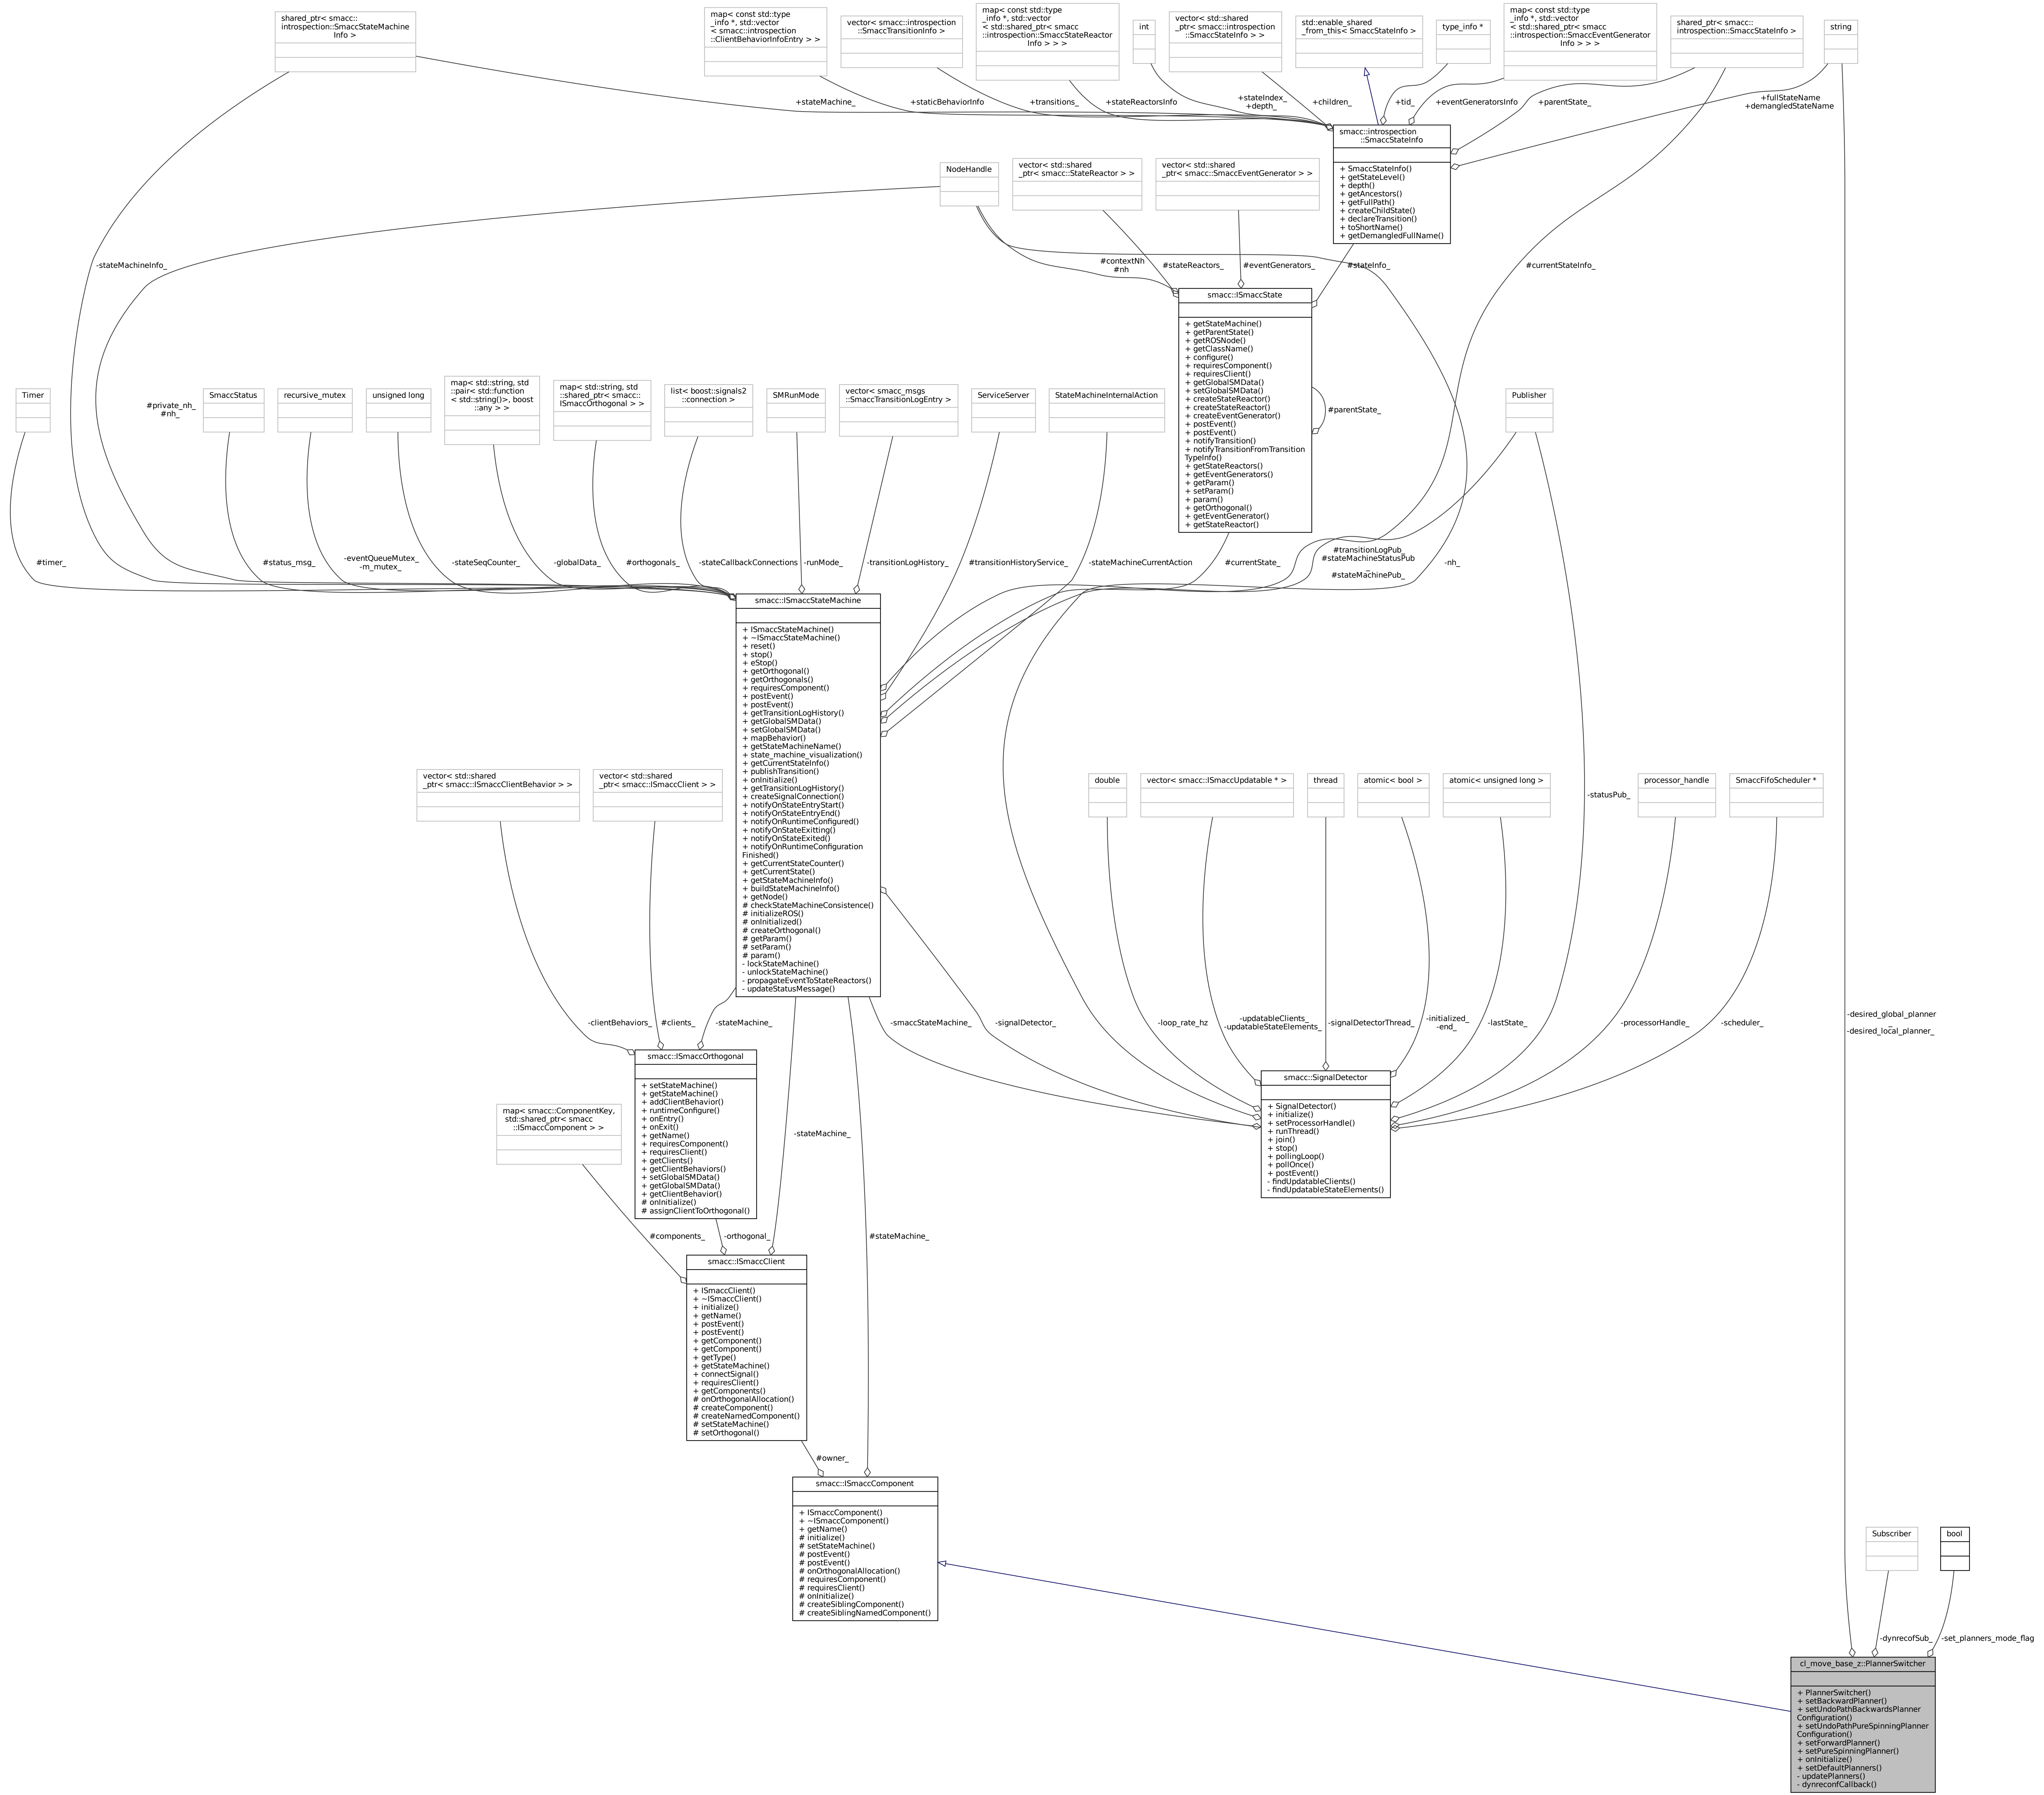 shared_ptr< smacc::
introspection::SmaccStateMachine
Info >
map< const std::type
_info *, std::vector
< smacc::introspection
::ClientBehaviorInfoEntry > >
vector< smacc::introspection
::SmaccTransitionInfo >
map< const std::type
_info *, std::vector
< std::shared_ptr< smacc
::introspection::SmaccStateReactor
Info > > >
int
vector< std::shared
_ptr< smacc::introspection
::SmaccStateInfo > >
std::enable_shared
_from_this< SmaccStateInfo >
type_info *
map< const std::type
_info *, std::vector
< std::shared_ptr< smacc
::introspection::SmaccEventGenerator
Info > > >
shared_ptr< smacc::
introspection::SmaccStateInfo >
string
+stateMachine_
+staticBehaviorInfo
+transitions_
+stateReactorsInfo
+stateIndex_
+depth_
+children_
+tid_
+eventGeneratorsInfo
+parentState_
+fullStateName
+demangledStateName
smacc::introspection
::SmaccStateInfo
+ SmaccStateInfo()
+ getStateLevel()
+ depth()
+ getAncestors()
+ getFullPath()
+ createChildState()
+ declareTransition()
+ toShortName()
+ getDemangledFullName()
NodeHandle
vector< std::shared
_ptr< smacc::StateReactor > >
vector< std::shared
_ptr< smacc::SmaccEventGenerator > >
-stateMachineInfo_
#contextNh
#nh
#stateReactors_
#eventGenerators_
#stateInfo_
#currentStateInfo_
smacc::ISmaccState
+ getStateMachine()
+ getParentState()
+ getROSNode()
+ getClassName()
+ configure()
+ requiresComponent()
+ requiresClient()
+ getGlobalSMData()
+ setGlobalSMData()
+ createStateReactor()
+ createStateReactor()
+ createEventGenerator()
+ postEvent()
+ postEvent()
+ notifyTransition()
+ notifyTransitionFromTransition
TypeInfo()
+ getStateReactors()
+ getEventGenerators()
+ getParam()
+ setParam()
+ param()
+ getOrthogonal()
+ getEventGenerator()
+ getStateReactor()
#parentState_
Timer
#private_nh_
#nh_
SmaccStatus
recursive_mutex
unsigned long
map< std::string, std
::pair< std::function
< std::string()>, boost
::any > >
map< std::string, std
::shared_ptr< smacc::
ISmaccOrthogonal > >
list< boost::signals2
::connection >
SMRunMode
vector< smacc_msgs
::SmaccTransitionLogEntry >
ServiceServer
StateMachineInternalAction
Publisher
#timer_
#status_msg_
-eventQueueMutex_
-m_mutex_
-stateSeqCounter_
-globalData_
#orthogonals_
-stateCallbackConnections
-runMode_
-transitionLogHistory_
#transitionHistoryService_
-stateMachineCurrentAction
#currentState_
#transitionLogPub_
#stateMachineStatusPub
_
#stateMachinePub_
-nh_
smacc::ISmaccStateMachine
+ ISmaccStateMachine()
+ ~ISmaccStateMachine()
+ reset()
+ stop()
+ eStop()
+ getOrthogonal()
+ getOrthogonals()
+ requiresComponent()
+ postEvent()
+ postEvent()
+ getTransitionLogHistory()
+ getGlobalSMData()
+ setGlobalSMData()
+ mapBehavior()
+ getStateMachineName()
+ state_machine_visualization()
+ getCurrentStateInfo()
+ publishTransition()
+ onInitialize()
+ getTransitionLogHistory()
+ createSignalConnection()
+ notifyOnStateEntryStart()
+ notifyOnStateEntryEnd()
+ notifyOnRuntimeConfigured()
+ notifyOnStateExitting()
+ notifyOnStateExited()
+ notifyOnRuntimeConfiguration
Finished()
+ getCurrentStateCounter()
+ getCurrentState()
+ getStateMachineInfo()
+ buildStateMachineInfo()
+ getNode()
# checkStateMachineConsistence()
# initializeROS()
# onInitialized()
# createOrthogonal()
# getParam()
# setParam()
# param()
- lockStateMachine()
- unlockStateMachine()
- propagateEventToStateReactors()
- updateStatusMessage()
vector< std::shared
_ptr< smacc::ISmaccClientBehavior > >
vector< std::shared
_ptr< smacc::ISmaccClient > >
double
vector< smacc::ISmaccUpdatable * >
thread
atomic< bool >
atomic< unsigned long >
-statusPub_
processor_handle
SmaccFifoScheduler *
-clientBehaviors_
#clients_
-stateMachine_
-smaccStateMachine_
-signalDetector_
-loop_rate_hz
-updatableClients_
-updatableStateElements_
-signalDetectorThread_
-initialized_
-end_
-lastState_
-processorHandle_
-scheduler_
-desired_global_planner
_
-desired_local_planner_
smacc::ISmaccOrthogonal
+ setStateMachine()
+ getStateMachine()
+ addClientBehavior()
+ runtimeConfigure()
+ onEntry()
+ onExit()
+ getName()
+ requiresComponent()
+ requiresClient()
+ getClients()
+ getClientBehaviors()
+ setGlobalSMData()
+ getGlobalSMData()
+ getClientBehavior()
# onInitialize()
# assignClientToOrthogonal()
smacc::SignalDetector
+ SignalDetector()
+ initialize()
+ setProcessorHandle()
+ runThread()
+ join()
+ stop()
+ pollingLoop()
+ pollOnce()
+ postEvent()
- findUpdatableClients()
- findUpdatableStateElements()
map< smacc::ComponentKey,
std::shared_ptr< smacc
::ISmaccComponent > >
-stateMachine_
#components_
-orthogonal_
#stateMachine_
smacc::ISmaccClient
+ ISmaccClient()
+ ~ISmaccClient()
+ initialize()
+ getName()
+ postEvent()
+ postEvent()
+ getComponent()
+ getComponent()
+ getType()
+ getStateMachine()
+ connectSignal()
+ requiresClient()
+ getComponents()
# onOrthogonalAllocation()
# createComponent()
# createNamedComponent()
# setStateMachine()
# setOrthogonal()
#owner_
smacc::ISmaccComponent
+ ISmaccComponent()
+ ~ISmaccComponent()
+ getName()
# initialize()
# setStateMachine()
# postEvent()
# postEvent()
# onOrthogonalAllocation()
# requiresComponent()
# requiresClient()
# onInitialize()
# createSiblingComponent()
# createSiblingNamedComponent()
Subscriber
bool
-dynrecofSub_
-set_planners_mode_flag
cl_move_base_z::PlannerSwitcher
+ PlannerSwitcher()
+ setBackwardPlanner()
+ setUndoPathBackwardsPlanner
Configuration()
+ setUndoPathPureSpinningPlanner
Configuration()
+ setForwardPlanner()
+ setPureSpinningPlanner()
+ onInitialize()
+ setDefaultPlanners()
- updatePlanners()
- dynreconfCallback()